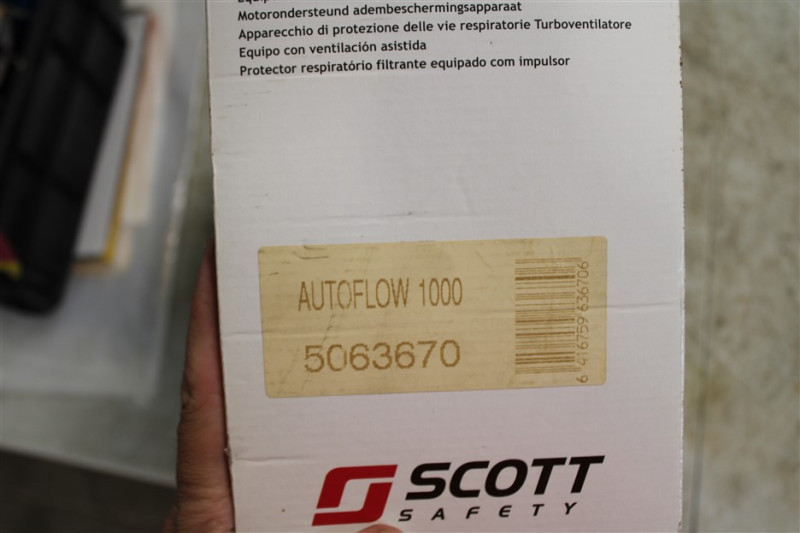 Motorondersteund adembeschermingsapparaat
Apparecchio di protezione delle vie respiratorie Turboventilatore
Equipo con ventilación asistida
Protector respiratório filtrante equipado com impulsor
AUTOFLOW 1000
5063670
6 416759 636706
SCOTT
SAFETY